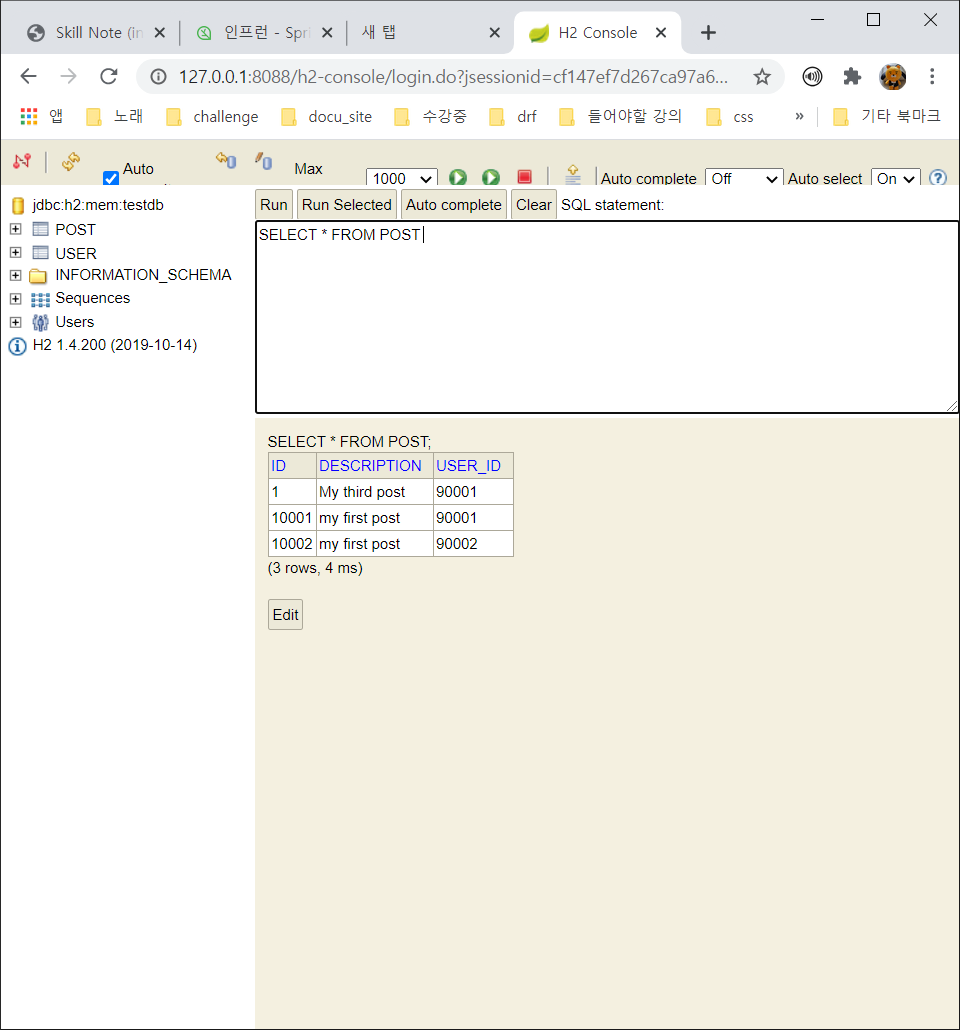 Skill Note (in
인프런 - Spri
새 탭
H2 Console
127.0.0.1:8088/h2-console/login.do?jsessionid=cf147ef7d267ca97a6...
앱 노래 challenge docu_site 수강중 drf 들어야할 강의 css » 기타 북마크
Auto Max 1000 Auto complete Off Auto select On
jdbc:h2:mem:testdb
POST
USER
INFORMATION_SCHEMA
Sequences
Users
H2 1.4.200 (2019-10-14)
Run Run Selected Auto complete Clear SQL statement:
SELECT * FROM POST
SELECT * FROM POST;
ID DESCRIPTION USER_ID
1 My third post 90001
10001 my first post 90001
10002 my first post 90002
(3 rows, 4 ms)
Edit